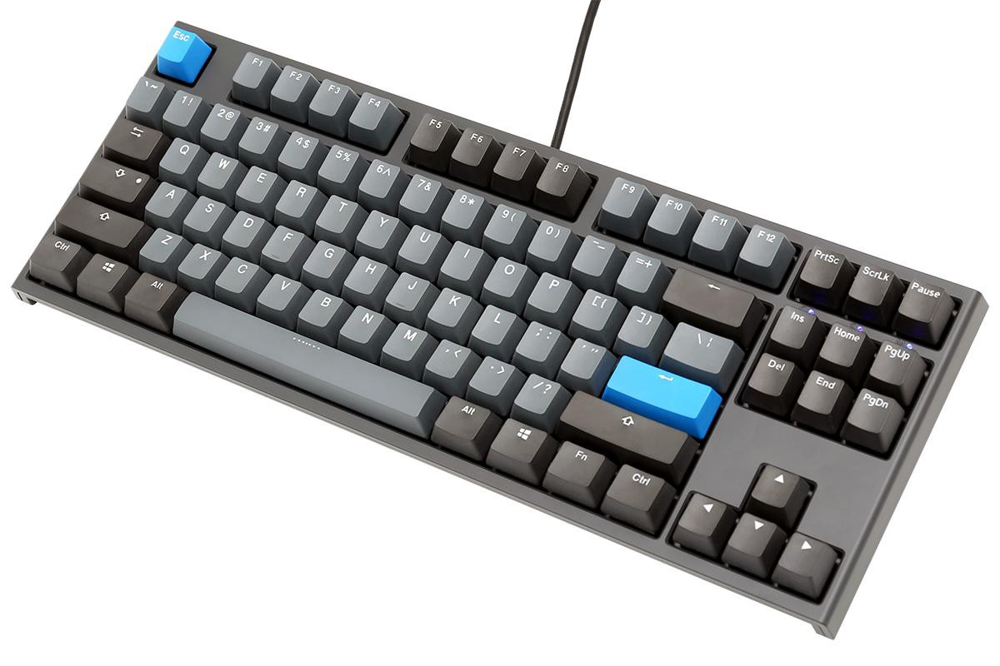 Esc F1 F2 F3 F4 F5 F6 F7 F8 F9 F10 F11 F12 PrtSc ScrLk Pause
`~ 1! 2@ 3# 4$ 5% 6^ 7& 8* 9( 0) -_ =+ ← Ins Home PgUp
⇆ Q W E R T Y U I O P [{ ]} \¦ Del End PgDn
A S D F G H J K L ;: '"
Z X C V B N M ,< .> /?
Ctrl Alt Alt Fn Ctrl